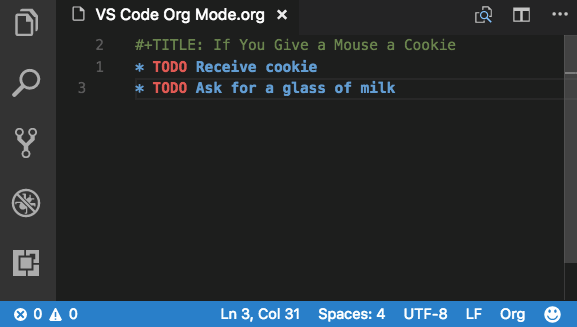 VS Code Org Mode.org
2 #+TITLE: If You Give a Mouse a Cookie
1 * TODO Receive cookie
3 * TODO Ask for a glass of milk
0 0 Ln 3, Col 31 Spaces: 4 UTF-8 LF Org